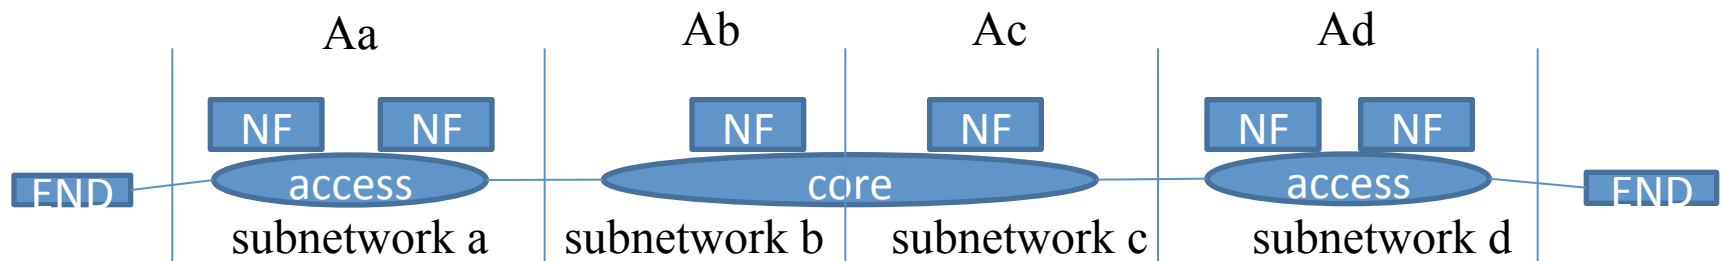 Aa Ab Ac Ad
NF NF NF NF NF NF
END access core access END
subnetwork a subnetwork b subnetwork c subnetwork d